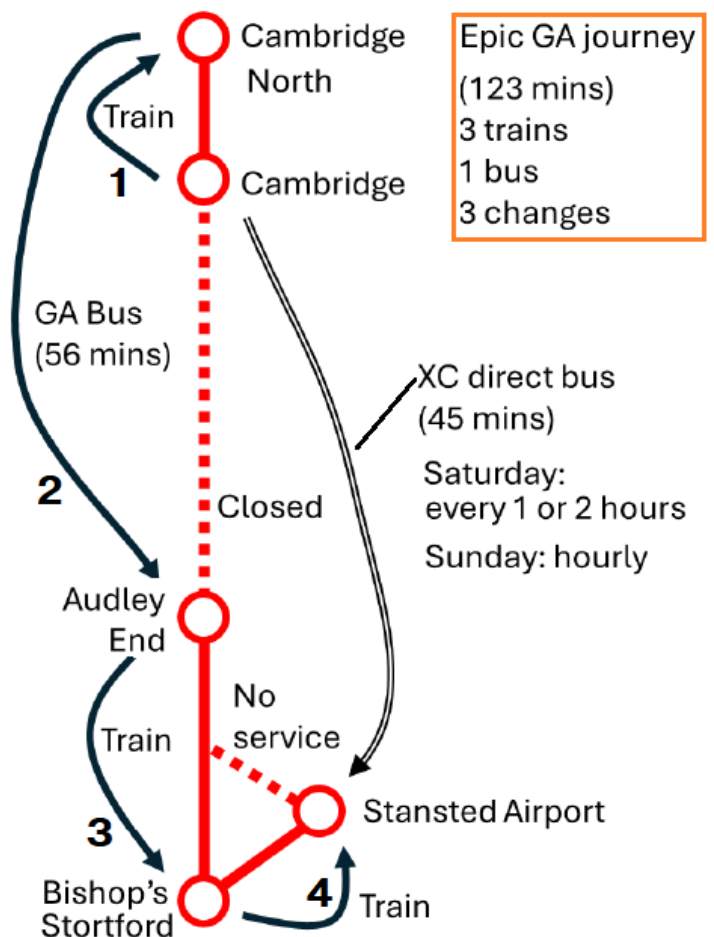 Cambridge
North
Epic GA journey
(123 mins)
3 trains
1 bus
3 changes
Train
1
Cambridge
GA Bus
(56 mins)
XC direct bus
(45 mins)
Saturday:
every 1 or 2 hours
Sunday: hourly
2
Closed
Audley
End
No
service
Train
3
Stansted Airport
Bishop's
Stortford
4
Train